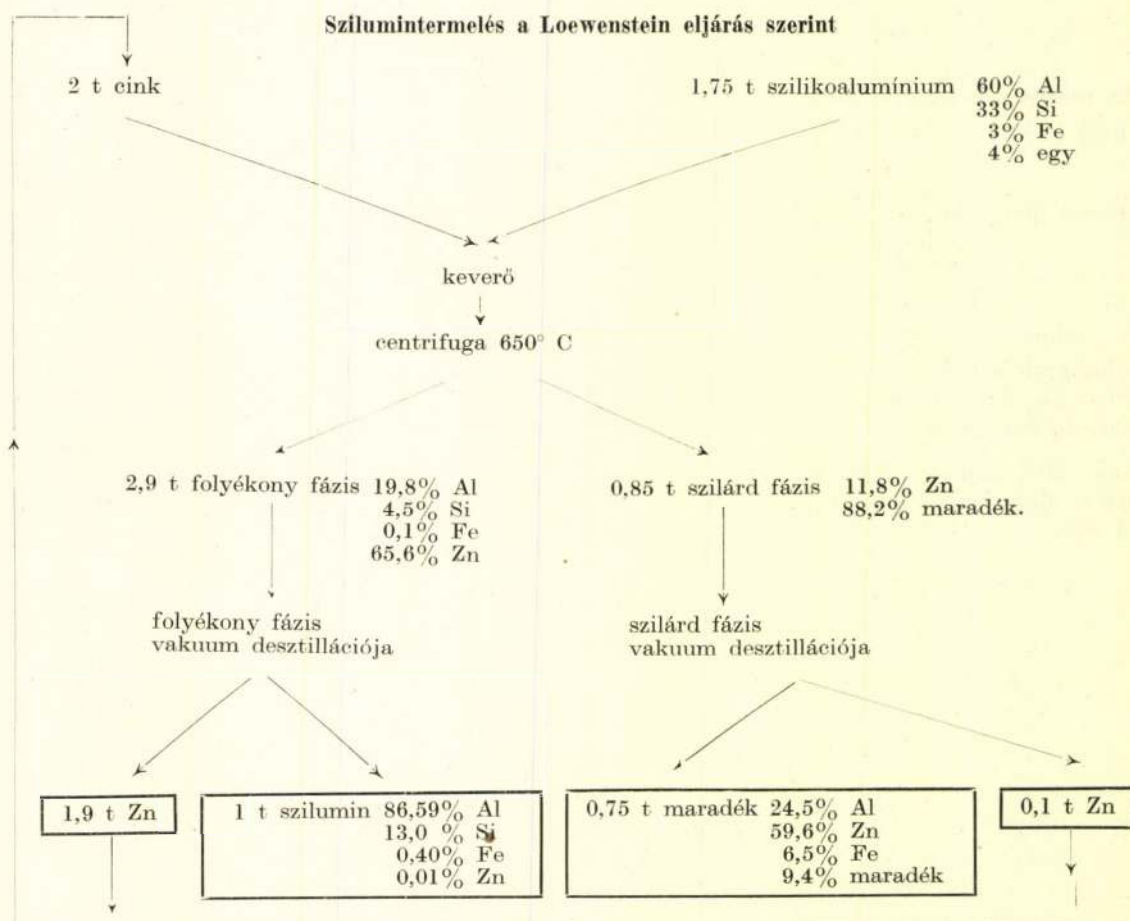 Szilumintermelés a Loewenstein eljárás szerint
2 t cink
1,75 t szilikoalumínium 60% Al
33% Si
3% Fe
4% egy
keverő
centrifuga 650° C
2,9 t folyékony fázis 19,8% Al
4,5% Si
0,1% Fe
65,6% Zn
0,85 t szilárd fázis 11,8% Zn
88,2% maradék.
folyékony fázis
vakuum desztillációja
szilárd fázis
vakuum desztillációja
1,9 t Zn
1 t szilumin 86,59% Al
13,0 % Si
0,40% Fe
0,01% Zn
0,75 t maradék 24,5% Al
59,6% Zn
6,5% Fe
9,4% maradék
0,1 t Zn